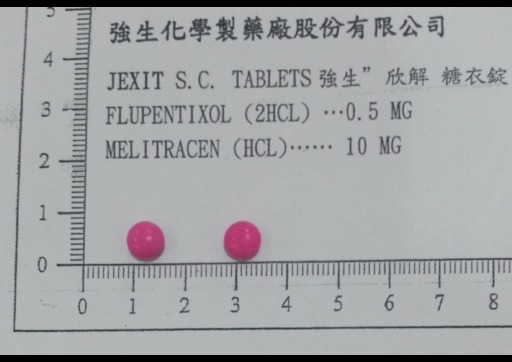 強生化學製藥廠股份有限公司
JEXIT S.C. TABLETS 強生” 欣解 糖衣錠
FLUPENTIXOL (2HCL) …0.5 MG
MELITRACEN (HCL)…… 10 MG
5
4
3
2
1
0
0 1 2 3 4 5 6 7 8